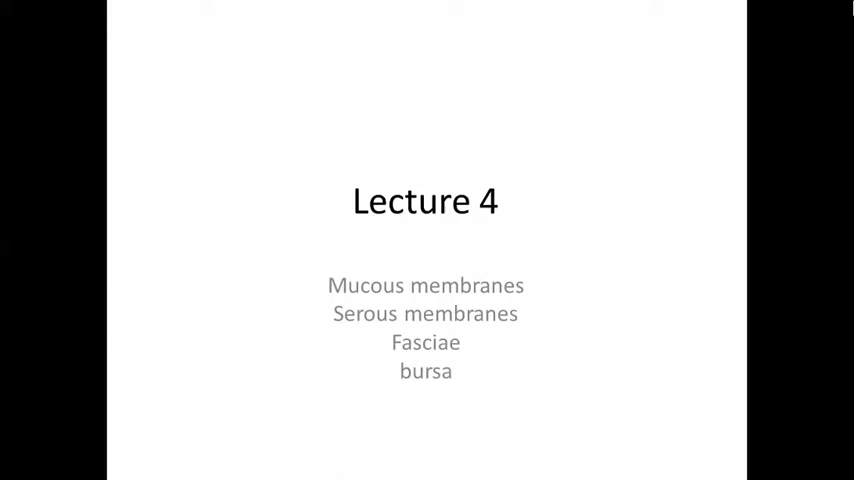 Lecture 4
Mucous membranes
Serous membranes
Fasciae
bursa